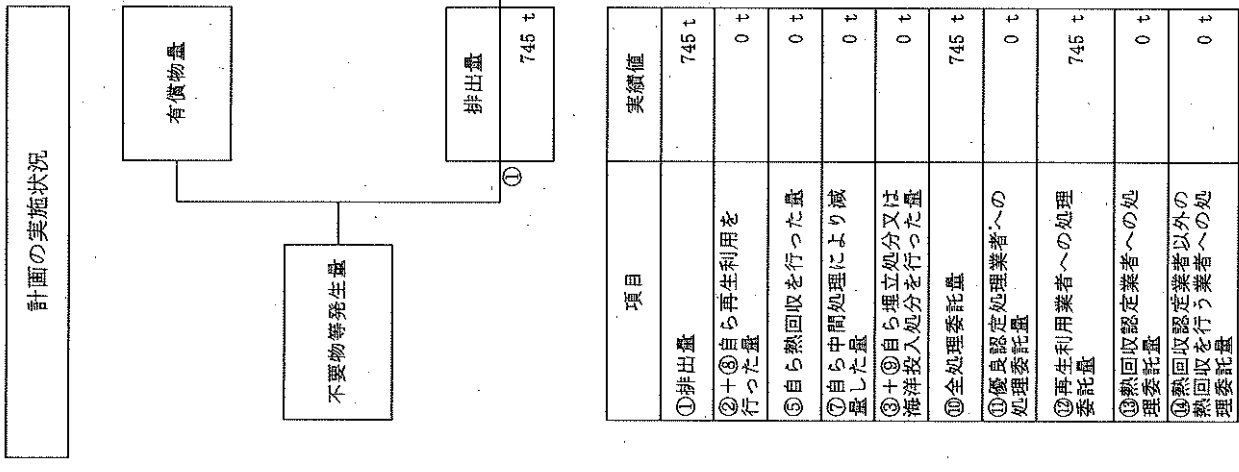 計画の実施状況
不要物等発生量
有償物量
①
排出量
745 t
項目
実績値
①排出量
745 t
②+⑧自ら再生利用を
行った量
0 t
⑤自ら熱回収を行った量
0 t
⑦自ら中間処理により減
量した量
0 t
③+⑨自ら埋立処分又は
海洋投入処分を行った量
0 t
⑩全処理委託量
745 t
⑪優良認定処理業者への
処理委託量
0 t
⑫再生利用業者への処理
委託量
745 t
⑬熱回収認定業者への処
理委託量
0 t
⑭熱回収認定業者以外の
熱回収を行う業者への処
理委託量
0 t